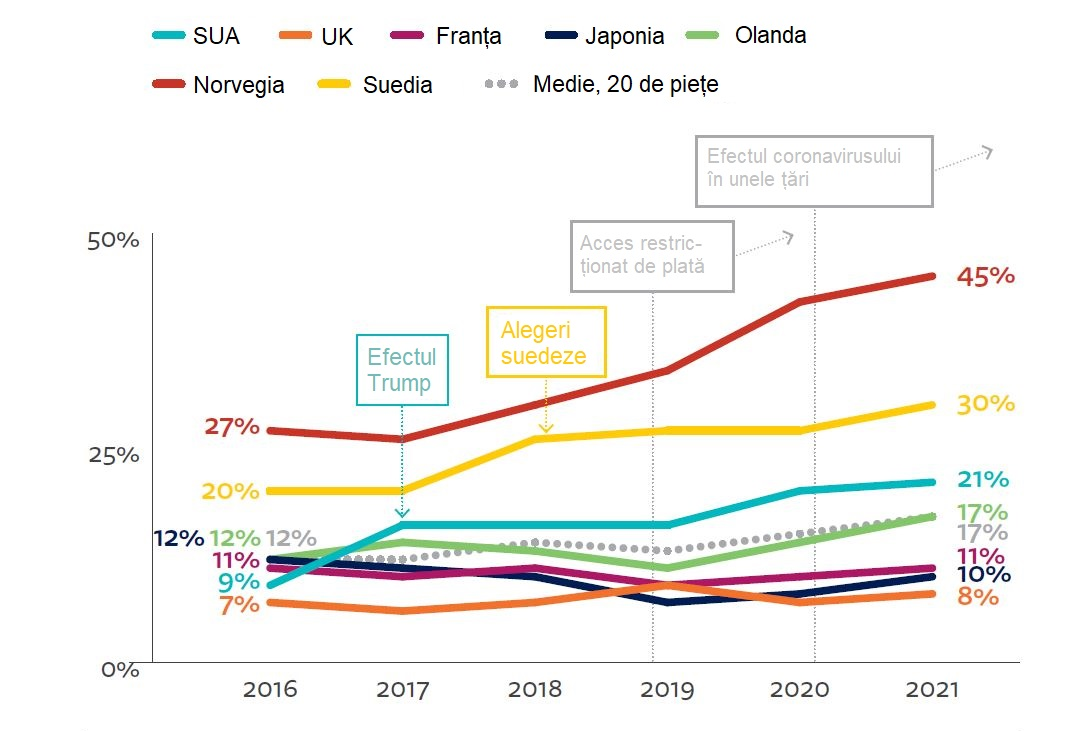 SUA UK Franța Japonia Olanda
Norvegia Suedia Medie, 20 de piețe
Efectul coronavirusului
în unele țări
50%
Acces restric-
ționat de plată
45%
Alegeri
suedeze
Efectul
Trump
30%
27%
25%
20%
21%
17%
12% 12% 12%
17%
11%
11%
9%
10%
7%
8%
0%
2016 2017 2018 2019 2020 2021